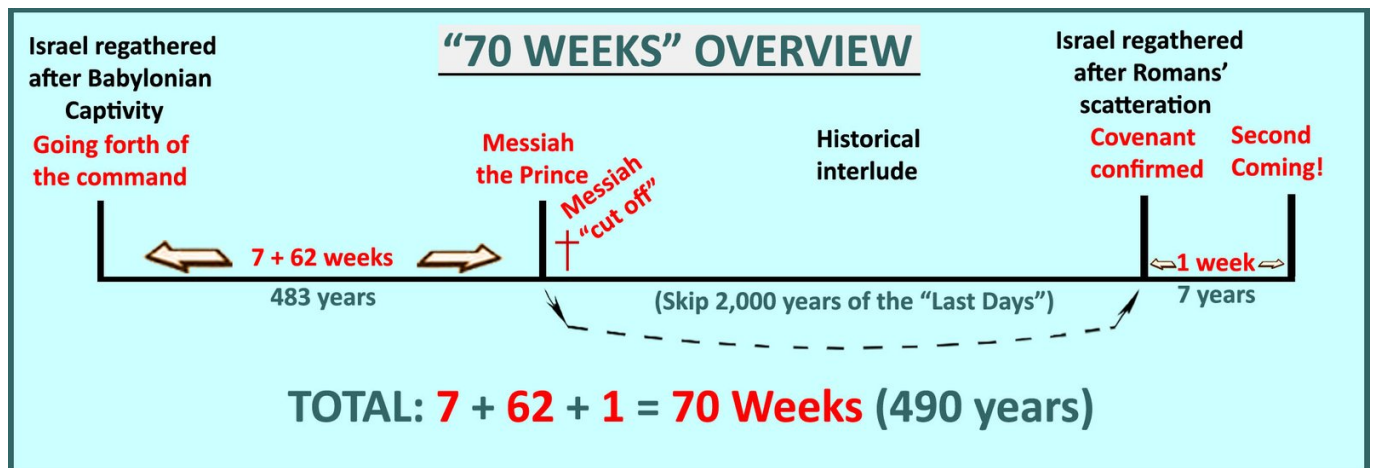 “70 WEEKS” OVERVIEW
Israel regathered
after Babylonian
Captivity
Going forth of
the command
7 + 62 weeks
483 years
Messiah
the Prince
Messiah
“cut off”
Historical
interlude
(Skip 2,000 years of the “Last Days”)
Israel regathered
after Romans’
scatteration
Covenant
confirmed
Second
Coming!
1 week
7 years
TOTAL: 7 + 62 + 1 = 70 Weeks (490 years)